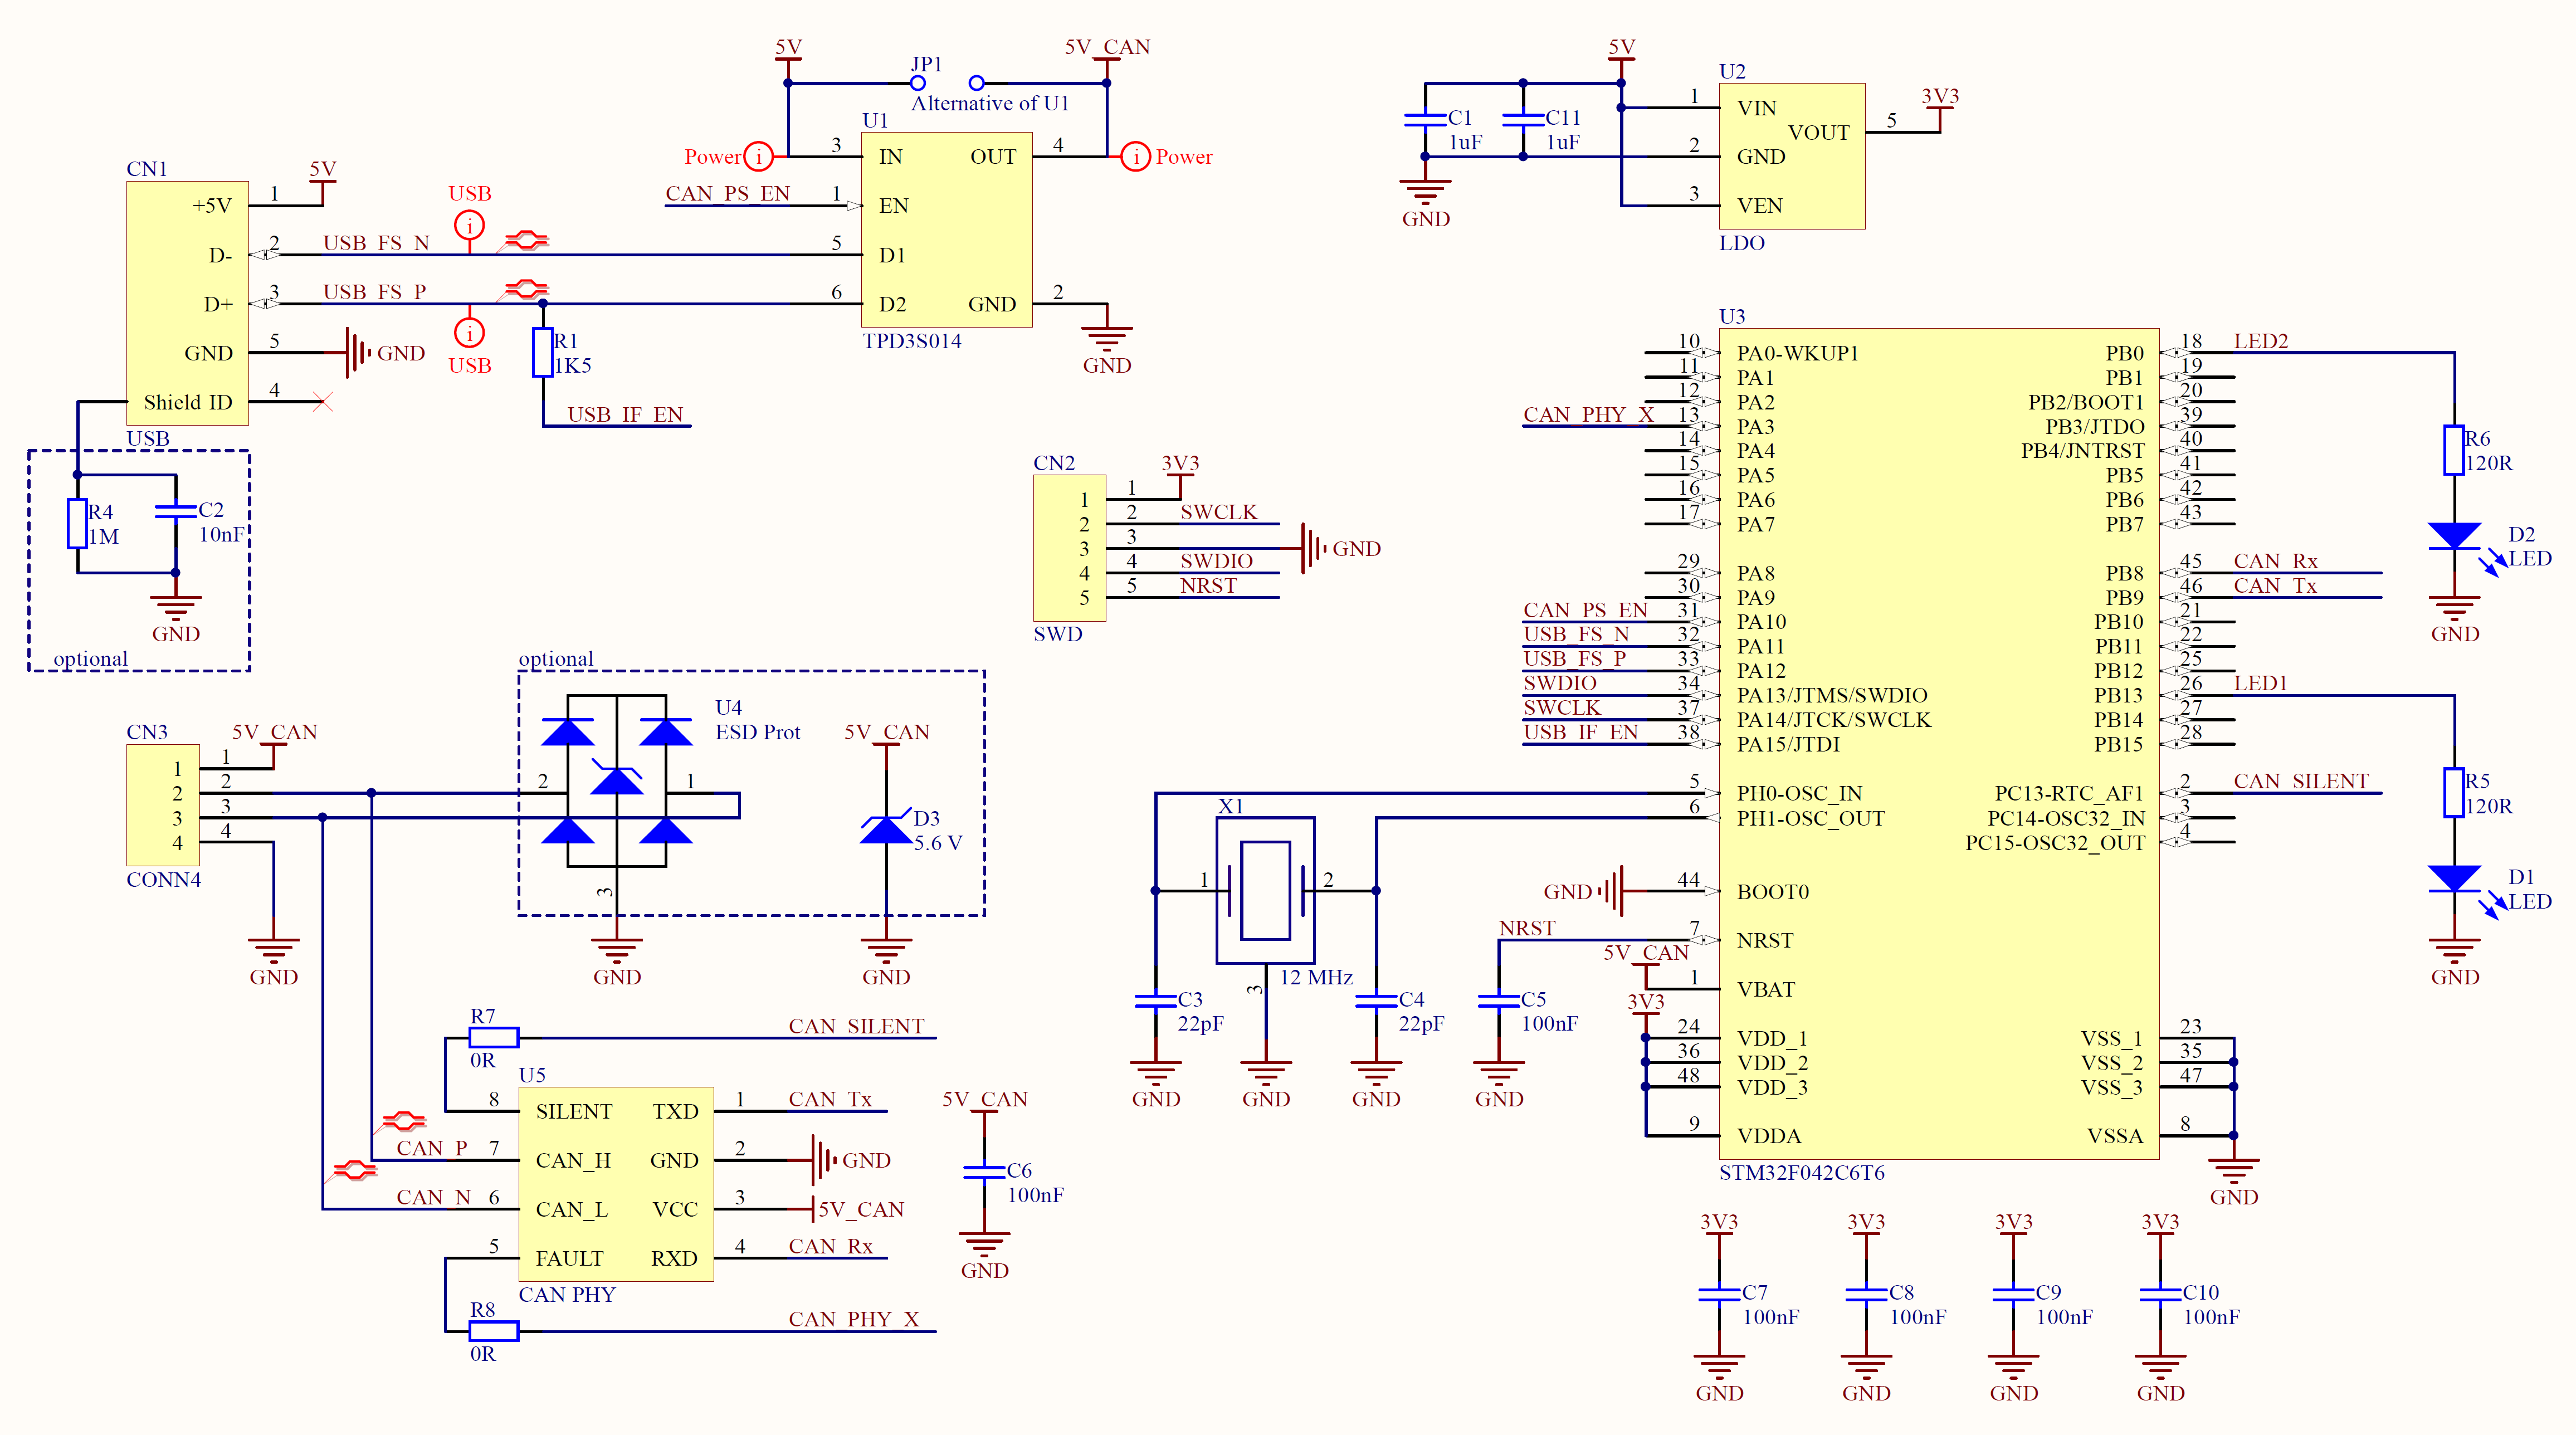 CN1
+5V
1
5V
D-
2
USB_FS_N
D+
3
USB_FS_P
GND
5
GND
Shield ID
4
USB
USB
USB
R1
1K5
USB_IF_EN
R4
1M
C2
10nF
GND
optional
5V
JP1
Alternative of U1
5V_CAN
U1
Power
3
IN
OUT
4
Power
CAN_PS_EN
1
EN
5
D1
6
D2
GND
2
TPD3S014
GND
5V
C1
1uF
C11
1uF
GND
U2
1
VIN
VOUT
5
3V3
2
GND
3
VEN
LDO
CN2
3V3
1
1
2
2
SWCLK
3
3
GND
4
4
SWDIO
5
5
NRST
SWD
CN3
5V_CAN
1
1
2
2
3
3
4
4
CONN4
GND
optional
U4
ESD Prot
2
1
3
GND
5V_CAN
D3
5.6 V
GND
R7
0R
CAN_SILENT
U5
8
SILENT
TXD
1
CAN_Tx
CAN_P
7
CAN_H
GND
2
GND
CAN_N
6
CAN_L
VCC
3
5V_CAN
5
FAULT
RXD
4
CAN_Rx
CAN PHY
R8
0R
CAN_PHY_X
5V_CAN
C6
100nF
GND
U3
10
PA0-WKUP1
11
PA1
12
PA2
CAN_PHY_X
13
PA3
14
PA4
15
PA5
16
PA6
17
PA7
29
PA8
30
PA9
CAN_PS_EN
31
PA10
USB_FS_N
32
PA11
USB_FS_P
33
PA12
SWDIO
34
PA13/JTMS/SWDIO
SWCLK
37
PA14/JTCK/SWCLK
USB_IF_EN
38
PA15/JTDI
5
PH0-OSC_IN
6
PH1-OSC_OUT
GND
44
BOOT0
NRST
7
NRST
5V_CAN
1
VBAT
3V3
24
VDD_1
36
VDD_2
48
VDD_3
9
VDDA
STM32F042C6T6
PB0
18
LED2
PB1
19
PB2/BOOT1
20
PB3/JTDO
39
PB4/JNTRST
40
PB5
41
PB6
42
PB7
43
PB8
45
CAN_Rx
PB9
46
CAN_Tx
PB10
21
PB11
22
PB12
25
PB13
26
LED1
PB14
27
PB15
28
PC13-RTC_AF1
2
CAN_SILENT
PC14-OSC32_IN
3
PC15-OSC32_OUT
4
VSS_1
23
VSS_2
35
VSS_3
47
VSSA
8
GND
R6
120R
D2
LED
GND
R5
120R
D1
LED
GND
X1
1
2
3
12 MHz
C3
22pF
GND
GND
C4
22pF
GND
C5
100nF
GND
3V3
C7
100nF
GND
3V3
C8
100nF
GND
3V3
C9
100nF
GND
3V3
C10
100nF
GND